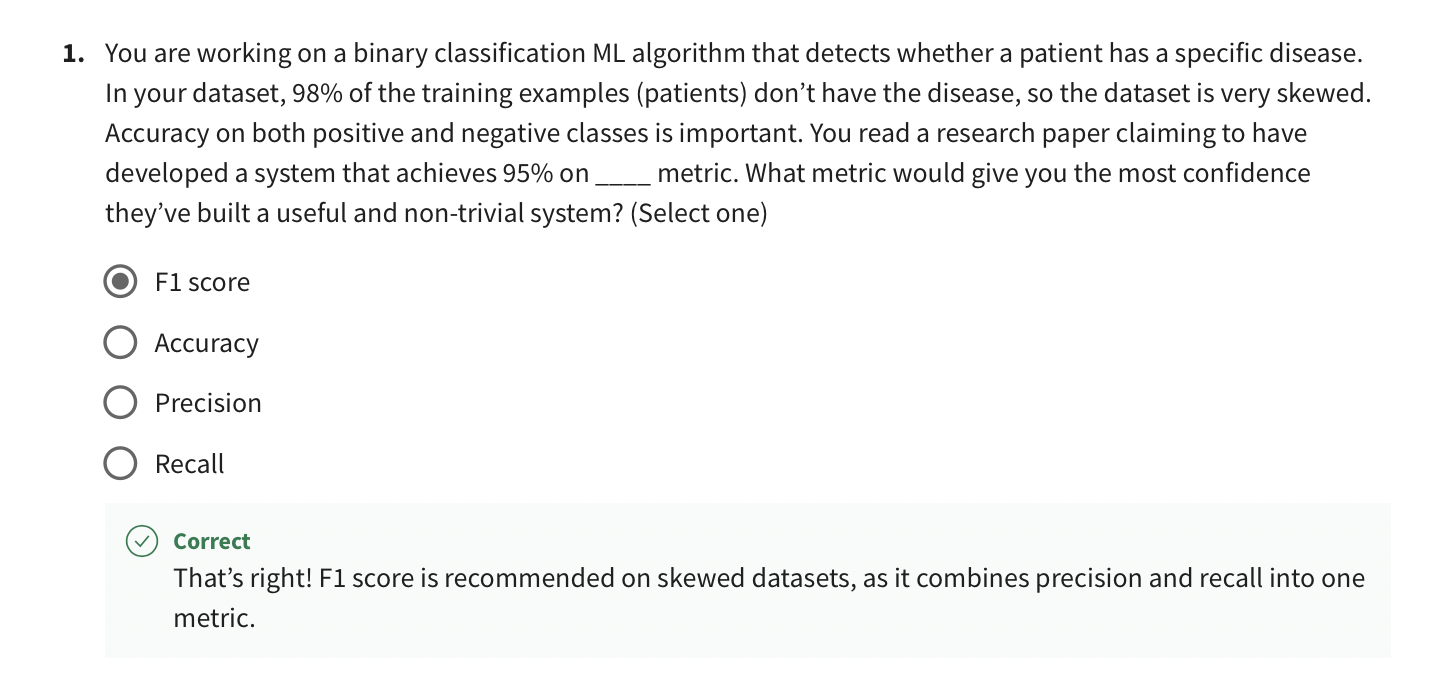 1. You are working on a binary classification ML algorithm that detects whether a patient has a specific disease.
In your dataset, 98% of the training examples (patients) don’t have the disease, so the dataset is very skewed.
Accuracy on both positive and negative classes is important. You read a research paper claiming to have
developed a system that achieves 95% on ____ metric. What metric would give you the most confidence
they’ve built a useful and non-trivial system? (Select one)
F1 score
Accuracy
Precision
Recall
Correct
That’s right! F1 score is recommended on skewed datasets, as it combines precision and recall into one
metric.